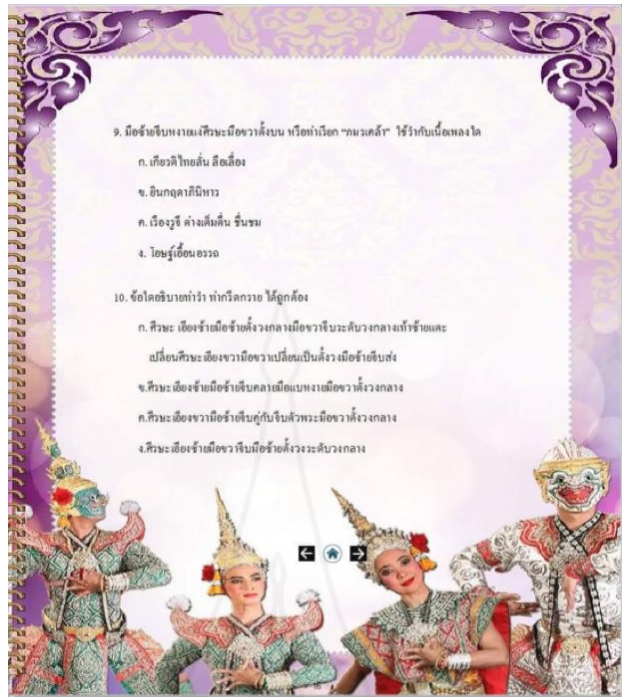 9. มือซ้ายจีบหงายแง่ศีรษะมือขวาตั้งบน หรือท่าเรียก “ภมรเคล้า” ใช้รำกับเนื้อเพลงใด
ก. เกียรติไทยลั่น ลือเลื่อง
ข. ยินกฤดาภินิหาร
ค. เรืองรูจี ต่างเต็มตื่น ชื่นชม
ง. โอษฐ์เอื้อนอรรถ
10. ข้อใดอธิบายท่ารำ ท่ากรีดกราย ได้ถูกต้อง
ก. ศีรษะ เอียงซ้ายมือซ้ายตั้งวงกลางมือขวาจีบระดับวงกลางเท้าซ้ายแตะ
เปลี่ยนศีรษะเอียงขวามือขวาเปลี่ยนเป็นตั้งวงมือซ้ายจีบส่ง
ข.ศีรษะเอียงซ้ายมือซ้ายจีบคลายมือแบหงายมือขวาตั้งวงกลาง
ค.ศีรษะเอียงขวามือซ้ายจีบคู่กับจีบตัวพระมือขวาตั้งวงกลาง
ง.ศีรษะเอียงซ้ายมือขวาจีบมือซ้ายตั้งวงระดับวงกลาง